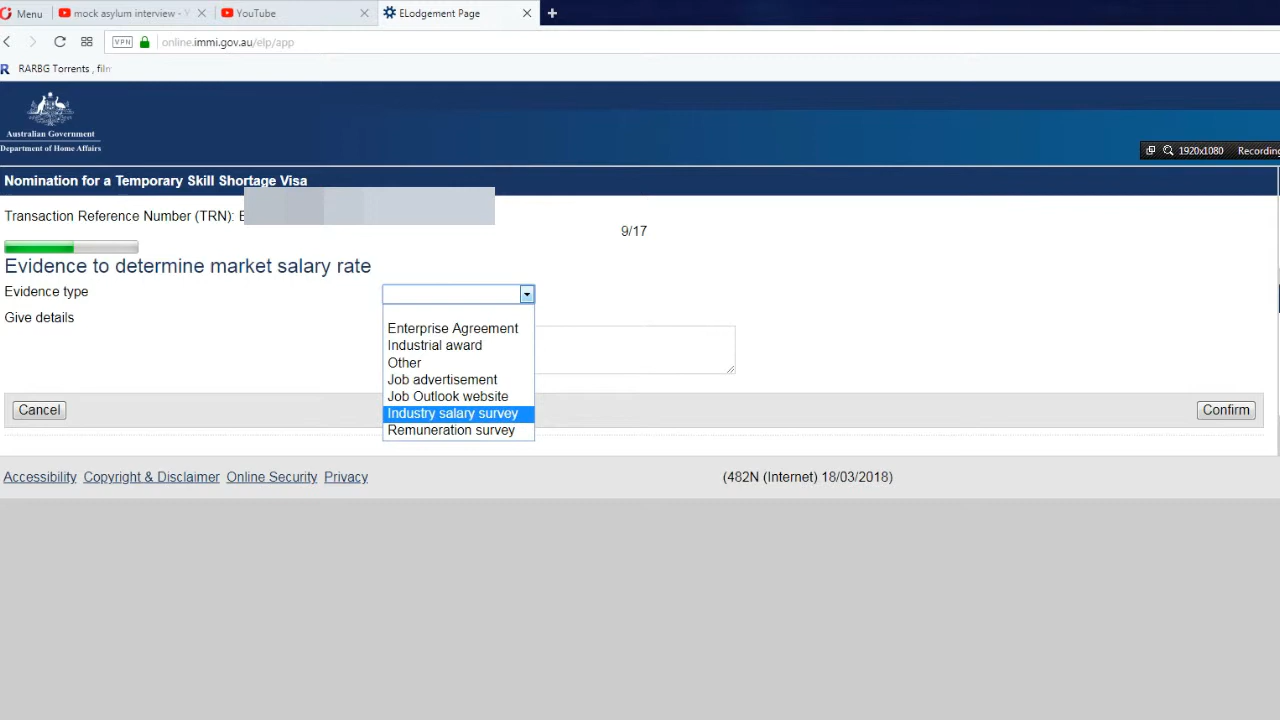 Menu
mock asylum interview - Y
YouTube
ELodgement Page
VPN
online.immi.gov.au/elp/app
R RARBG Torrents , film
Australian Government
Department of Home Affairs
1920x1080 Recording
Nomination for a Temporary Skill Shortage Visa
Transaction Reference Number (TRN): E
9/17
Evidence to determine market salary rate
Evidence type
Give details
Enterprise Agreement
Industrial award
Other
Job advertisement
Job Outlook website
Industry salary survey
Remuneration survey
Cancel
Confirm
Accessibility Copyright & Disclaimer Online Security Privacy
(482N (Internet) 18/03/2018)